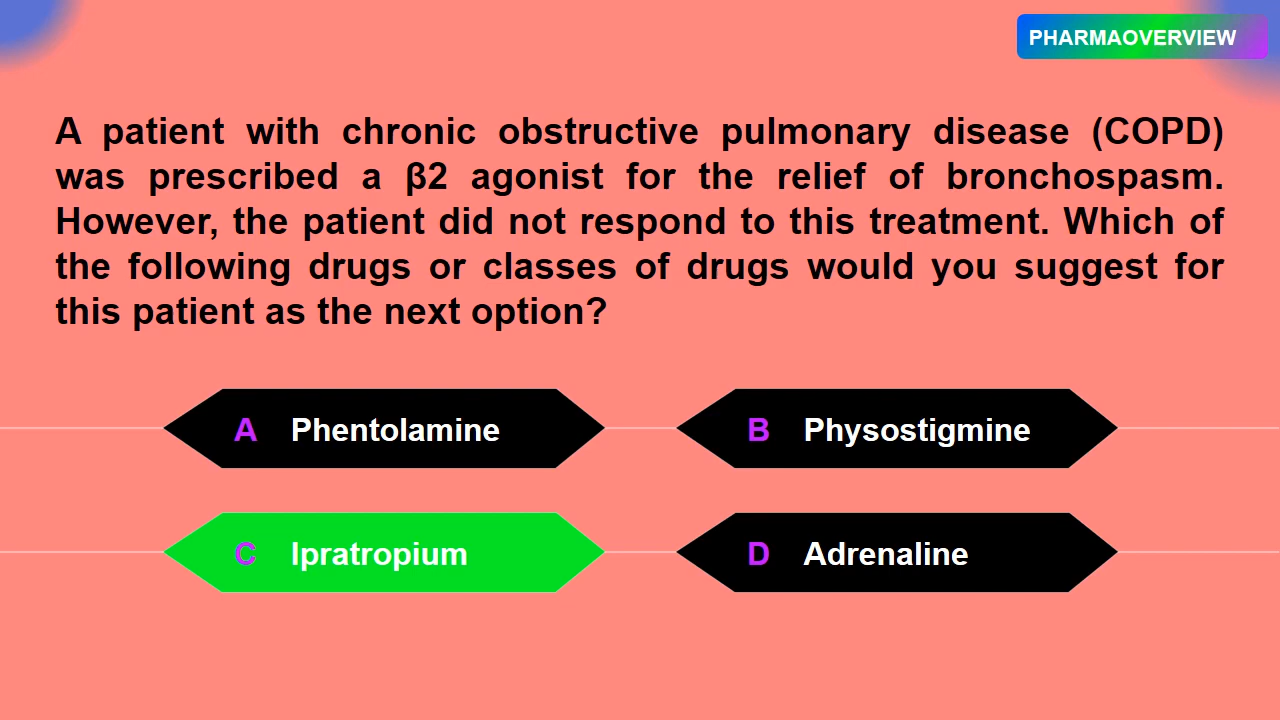 PHARMAOVERVIEW
A patient with chronic obstructive pulmonary disease (COPD)
was prescribed a β2 agonist for the relief of bronchospasm.
However, the patient did not respond to this treatment. Which of
the following drugs or classes of drugs would you suggest for
this patient as the next option?
A Phentolamine
B Physostigmine
C Ipratropium
D Adrenaline